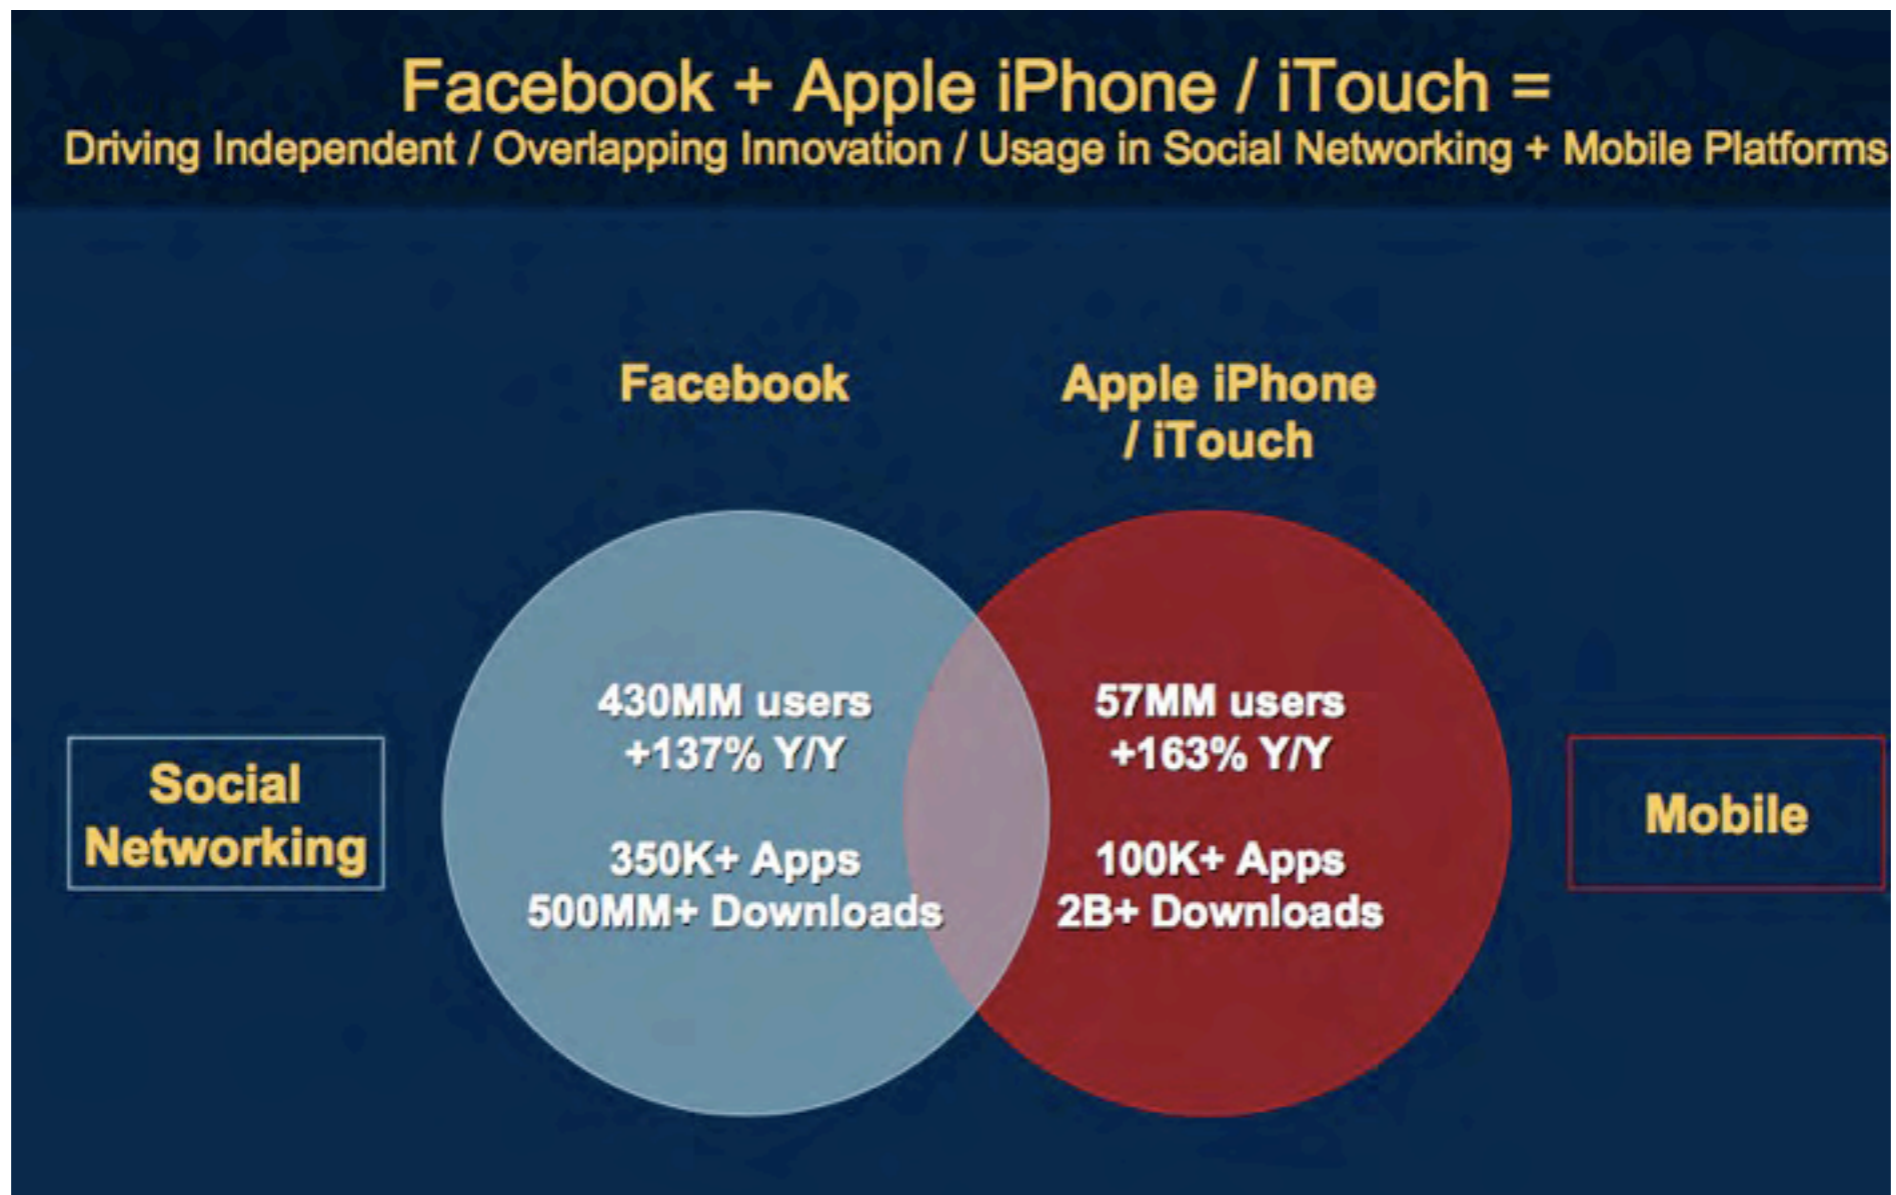 Facebook + Apple iPhone / iTouch =
Driving Independent / Overlapping Innovation / Usage in Social Networking + Mobile Platforms
Facebook
Apple iPhone
/ iTouch
430MM users
+137% Y/Y
350K+ Apps
500MM+ Downloads
57MM users
+163% Y/Y
100K+ Apps
2B+ Downloads
Social
Networking
Mobile